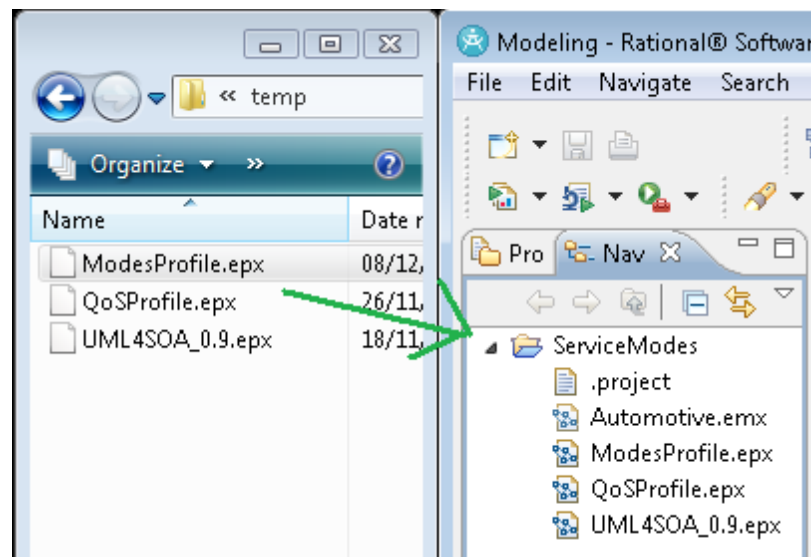 « temp
Organize »
Name Date r
ModesProfile.epx 08/12,
QoSProfile.epx 26/11,
UML4SOA_0.9.epx 18/11,
Modeling - Rational® Softwar
File Edit Navigate Search
Pro Nav
ServiceModes
.project
Automotive.emx
ModesProfile.epx
QoSProfile.epx
UML4SOA_0.9.epx